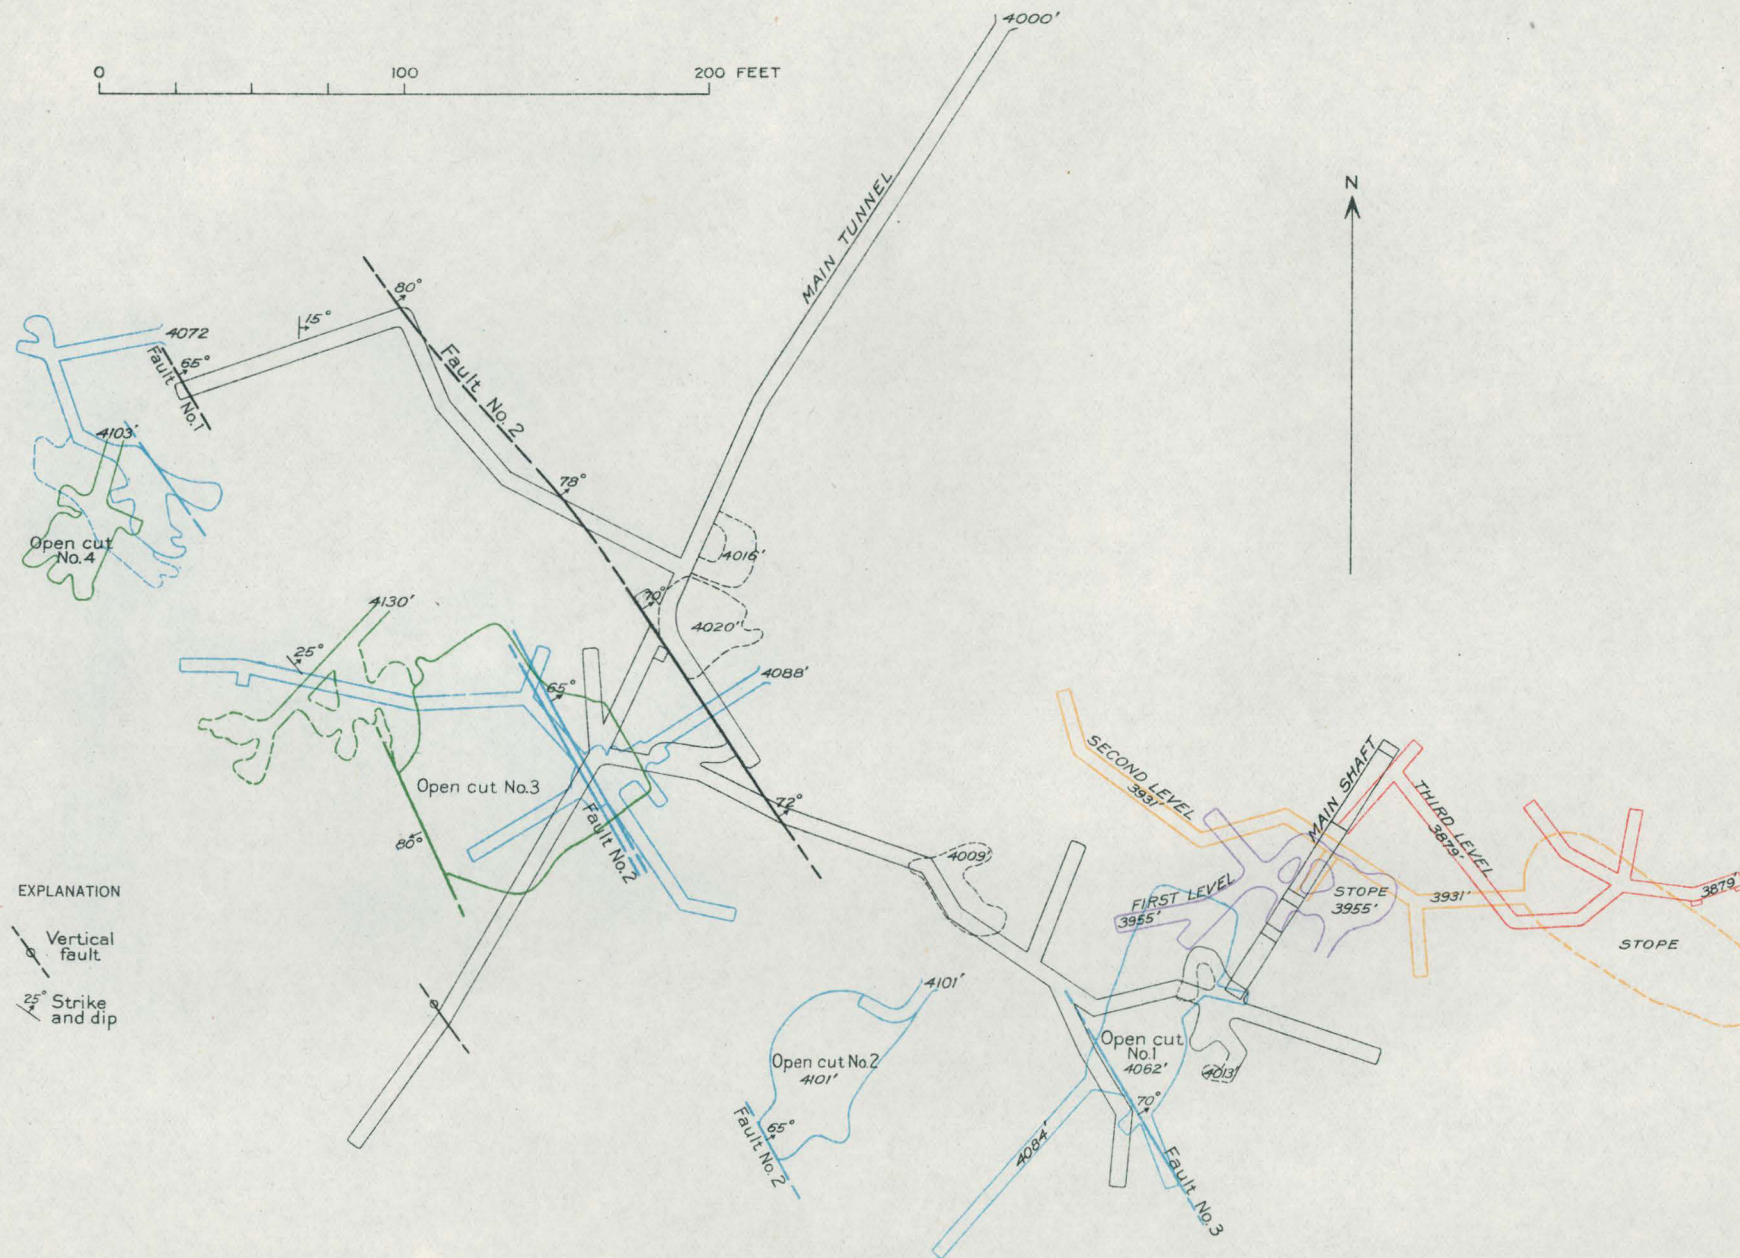 4000'
0 100 200 FEET
N
MAIN TUNNEL
80°
15°
4072
65°
Fault No.1
Fault No. 2
4103'
78°
Open cut
No.4
4016'
70°
4020'
4130'
25°
65°
4088'
Open cut No.3
72°
80°
Fault No.2
SECOND LEVEL
3931'
MAIN SHAFT
THIRD LEVEL
3879'
4009'
FIRST LEVEL
3955'
STOPE
3955'
3931'
3879'
STOPE
EXPLANATION
Vertical
fault
25° Strike
and dip
4101'
Open cut No.2
4101'
65°
Fault No.2
Open cut
No.1
4062'
4013'
70°
4084'
Fault No.3